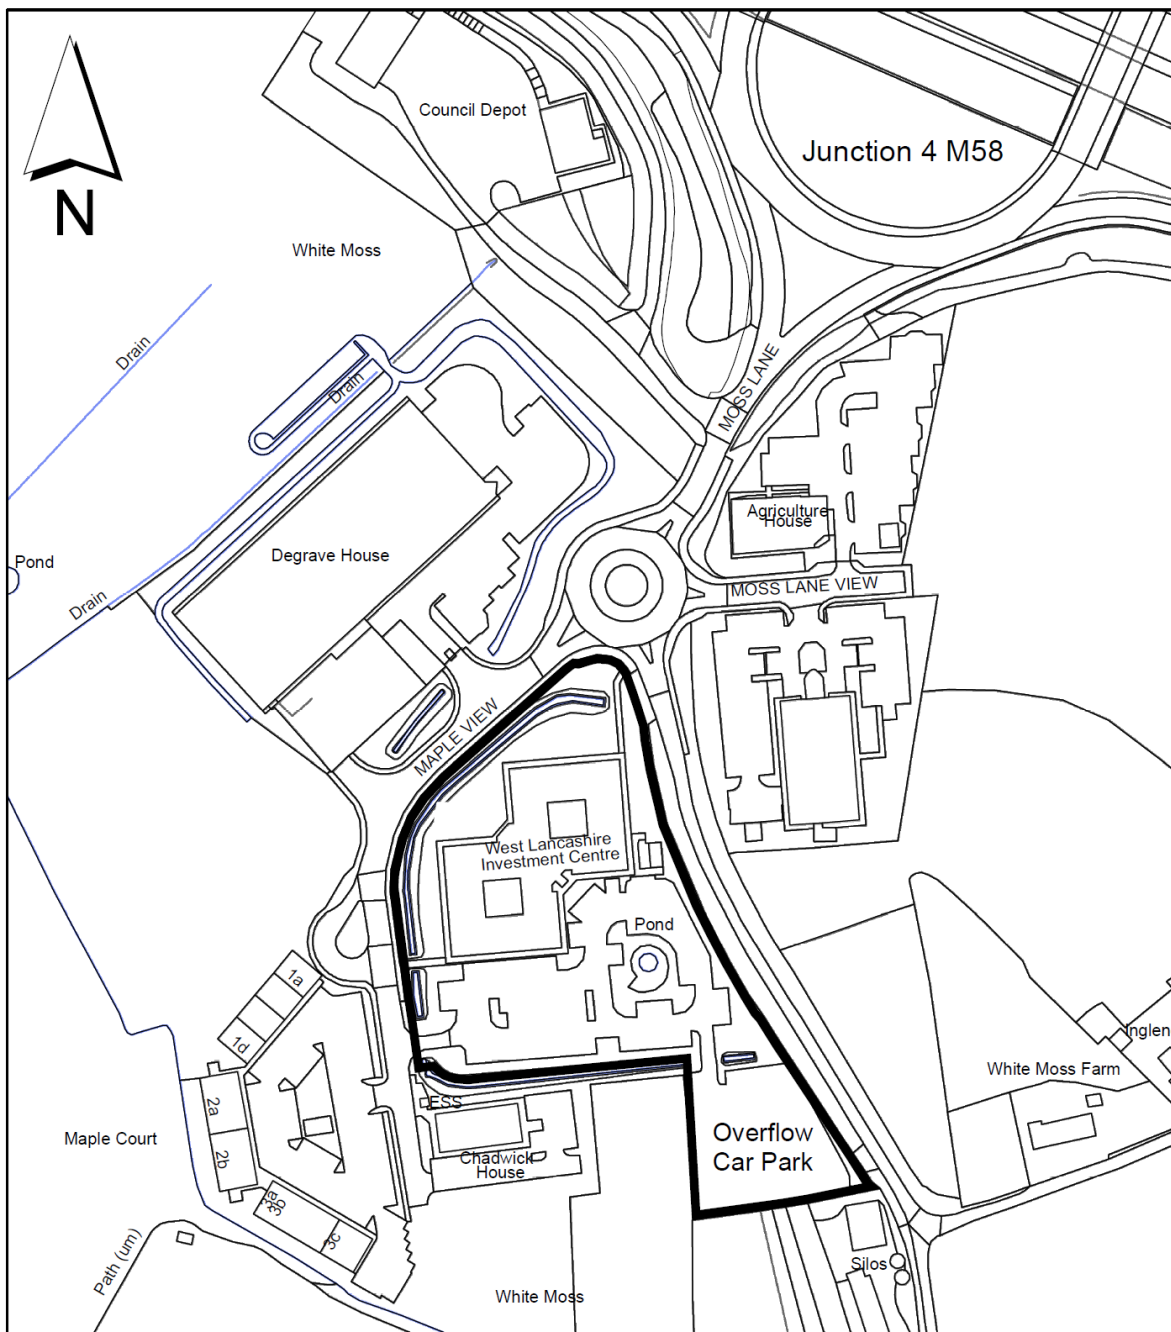 Council Depot
Junction 4 M58
N
White Moss
Drain
Drain
MOSS LANE
Agriculture
House
Degrave House
Pond
Drain
MOSS LANE VIEW
MAPLE VIEW
West Lancashire
Investment Centre
Pond
1a
1d
Inglen
White Moss Farm
ESS
2a
Maple Court
2b
Overflow
Car Park
Chadwick
House
3a
3b
3c
Path (um)
Silos
White Moss